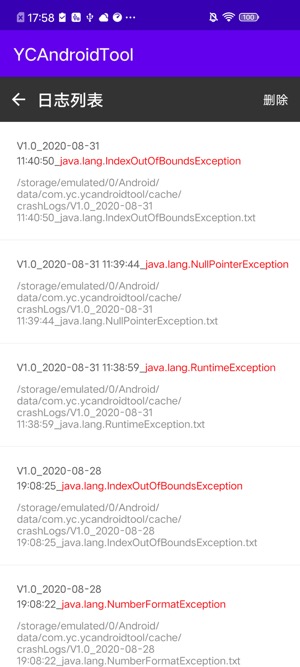 17:58
100
YCAndroidTool
日志列表
删除
V1.0_2020-08-31
11:40:50_java.lang.IndexOutOfBoundsException
/storage/emulated/0/Android/
data/com.yc.ycandroidtool/cache/
crashLogs/V1.0_2020-08-31
11:40:50_java.lang.IndexOutOfBoundsException.txt
V1.0_2020-08-31 11:39:44_java.lang.NullPointerException
/storage/emulated/0/Android/
data/com.yc.ycandroidtool/cache/
crashLogs/V1.0_2020-08-31
11:39:44_java.lang.NullPointerException.txt
V1.0_2020-08-31 11:38:59_java.lang.RuntimeException
/storage/emulated/0/Android/
data/com.yc.ycandroidtool/cache/
crashLogs/V1.0_2020-08-31
11:38:59_java.lang.RuntimeException.txt
V1.0_2020-08-28
19:08:25_java.lang.IndexOutOfBoundsException
/storage/emulated/0/Android/
data/com.yc.ycandroidtool/cache/
crashLogs/V1.0_2020-08-28
19:08:25_java.lang.IndexOutOfBoundsException.txt
V1.0_2020-08-28
19:08:22_java.lang.NumberFormatException
/storage/emulated/0/Android/
data/com.yc.ycandroidtool/cache/
crashLogs/V1.0_2020-08-28
19:08:22_java.lang.NumberFormatException.txt